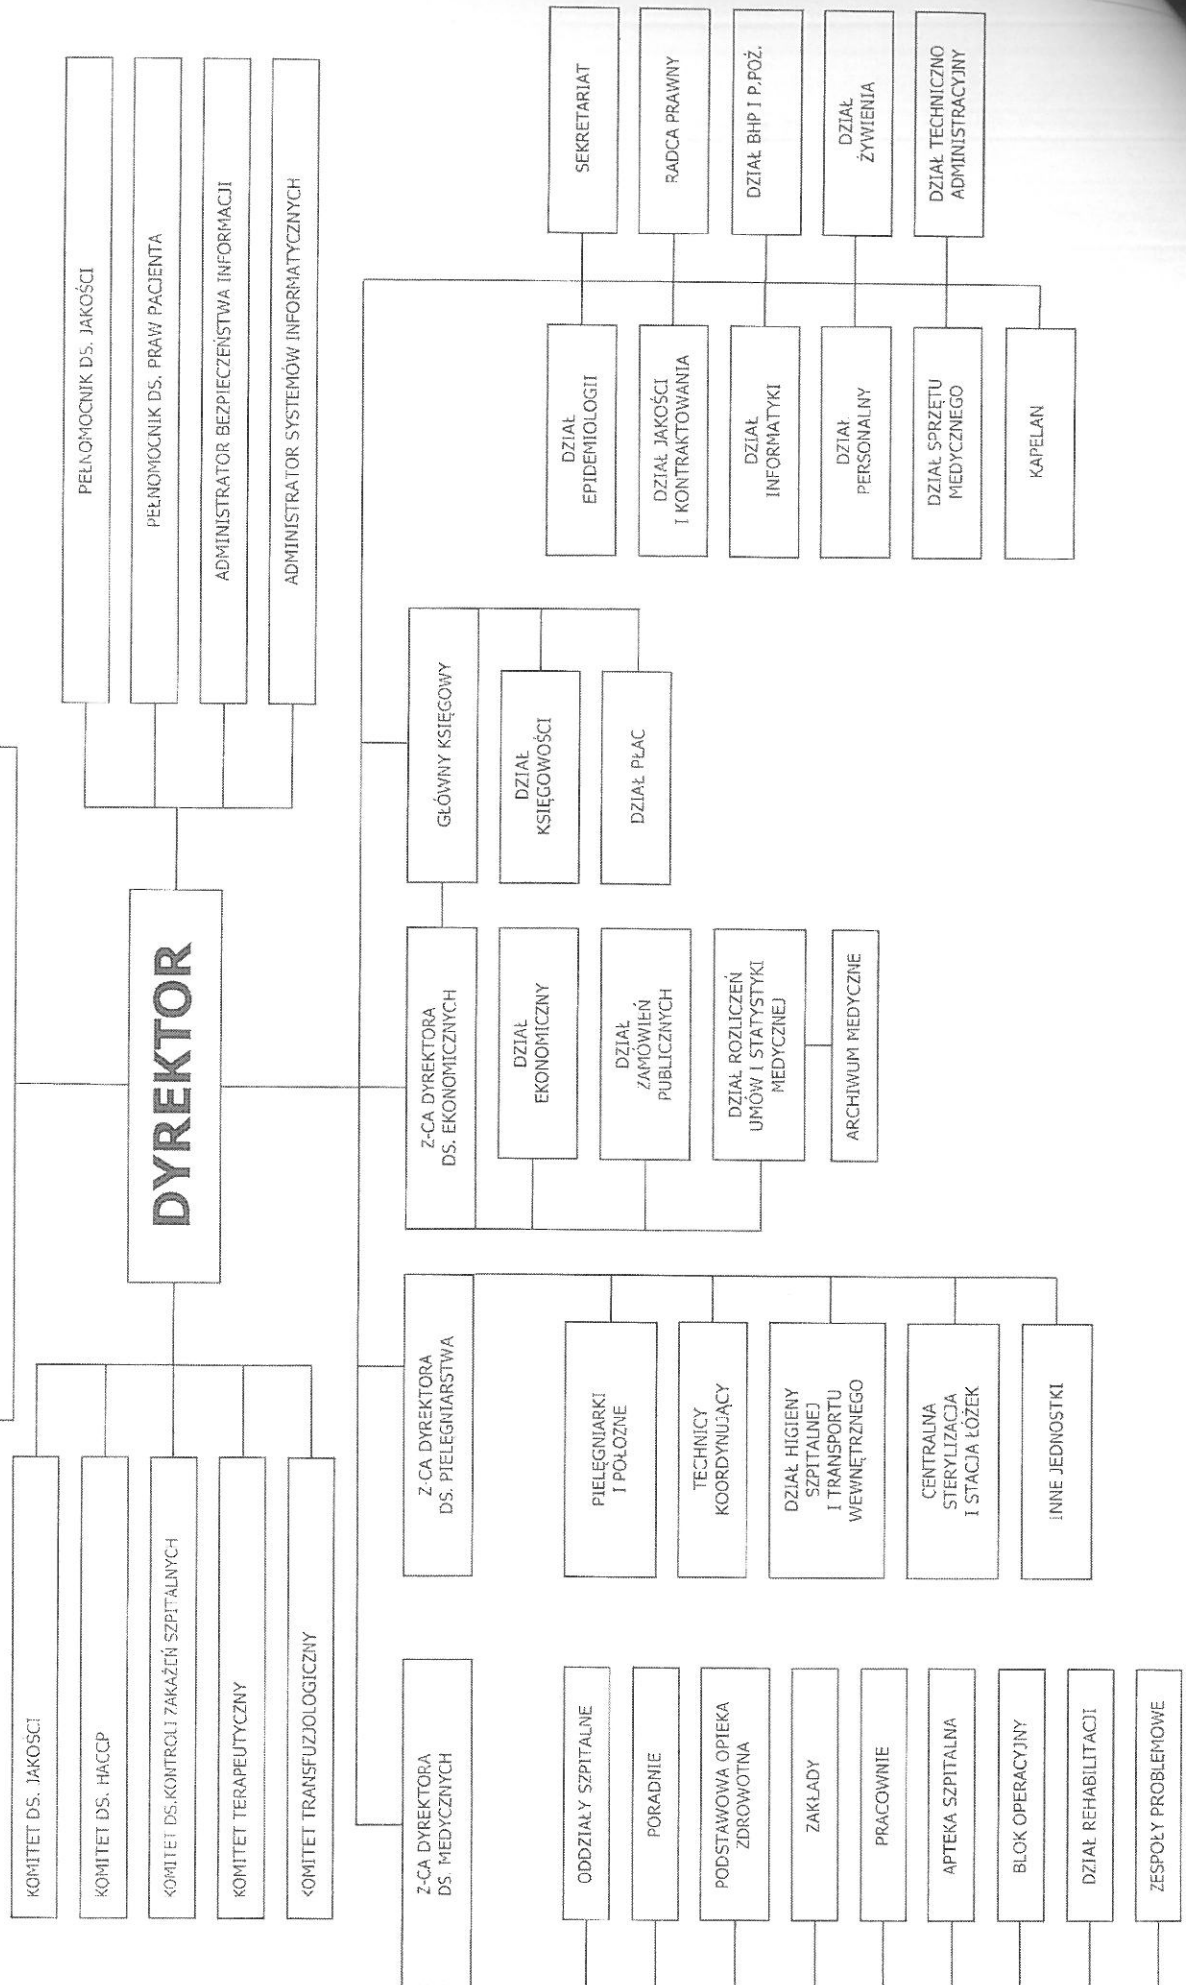 DYREKTOR
KOMITET DS. JAKOŚCI
KOMITET DS. HACCP
KOMITET DS.KONTROLI ZAKAŻEŃ SZPITALNYCH
KOMITET TERAPEUTYCZNY
KOMITET TRANSFUZJOLOGICZNY
PEŁNOMOCNIK DS. JAKOŚCI
PEŁNOMOCNIK DS. PRAW PACJENTA
ADMINISTRATOR BEZPIECZEŃSTWA INFORMACJI
ADMINISTRATOR SYSTEMÓW INFORMATYCZNYCH
Z-CA DYREKTORA
DS. MEDYCZNYCH
ODDZIAŁY SZPITALNE
PORADNIE
PODSTAWOWA OPIEKA
ZDROWOTNA
ZAKŁADY
PRACOWNIE
APTEKA SZPITALNA
BLOK OPERACYJNY
DZIAŁ REHABILITACJI
ZESPOŁY PROBLEMOWE
Z-CA DYREKTORA
DS. PIELĘGNIARSTWA
PIELĘGNIARKI
I POŁOŻNE
TECHNICY
KOORDYNUJĄCY
DZIAŁ HIGIENY
SZPITALNEJ
I TRANSPORTU
WEWNĘTRZNEGO
CENTRALNA
STERYLIZACJA
I STACJA ŁÓŻEK
INNE JEDNOSTKI
Z-CA DYREKTORA
DS. EKONOMICZNYCH
DZIAŁ
EKONOMICZNY
DZIAŁ
ZAMÓWIEŃ
PUBLICZNYCH
DZIAŁ ROZLICZEŃ
UMÓW I STATYSTYKI
MEDYCZNEJ
ARCHIWUM MEDYCZNE
GŁÓWNY KSIĘGOWY
DZIAŁ
KSIĘGOWOŚCI
DZIAŁ PŁAC
DZIAŁ
EPIDEMIOLOGII
DZIAŁ JAKOŚCI
I KONTRAKTOWANIA
DZIAŁ
INFORMATYKI
DZIAŁ
PERSONALNY
DZIAŁ SPRZĘTU
MEDYCZNEGO
KAPELAN
SEKRETARIAT
RADCA PRAWNY
DZIAŁ BHP I P.POŻ.
DZIAŁ
ŻYWIENIA
DZIAŁ TECHNICZNO
ADMINISTRACYJNY